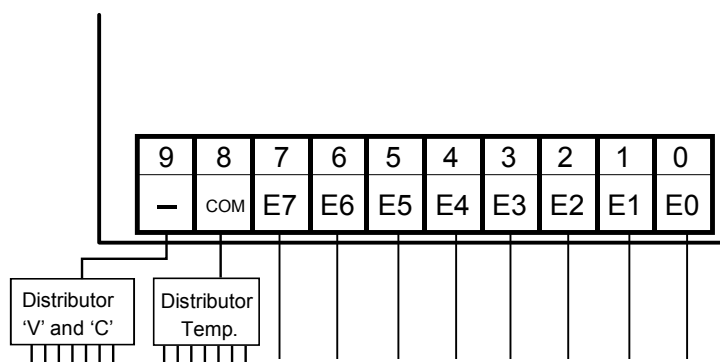 9 8 7 6 5 4 3 2 1 0
– COM E7 E6 E5 E4 E3 E2 E1 E0
Distributor
‘V’ and ‘C’
Distributor
Temp.